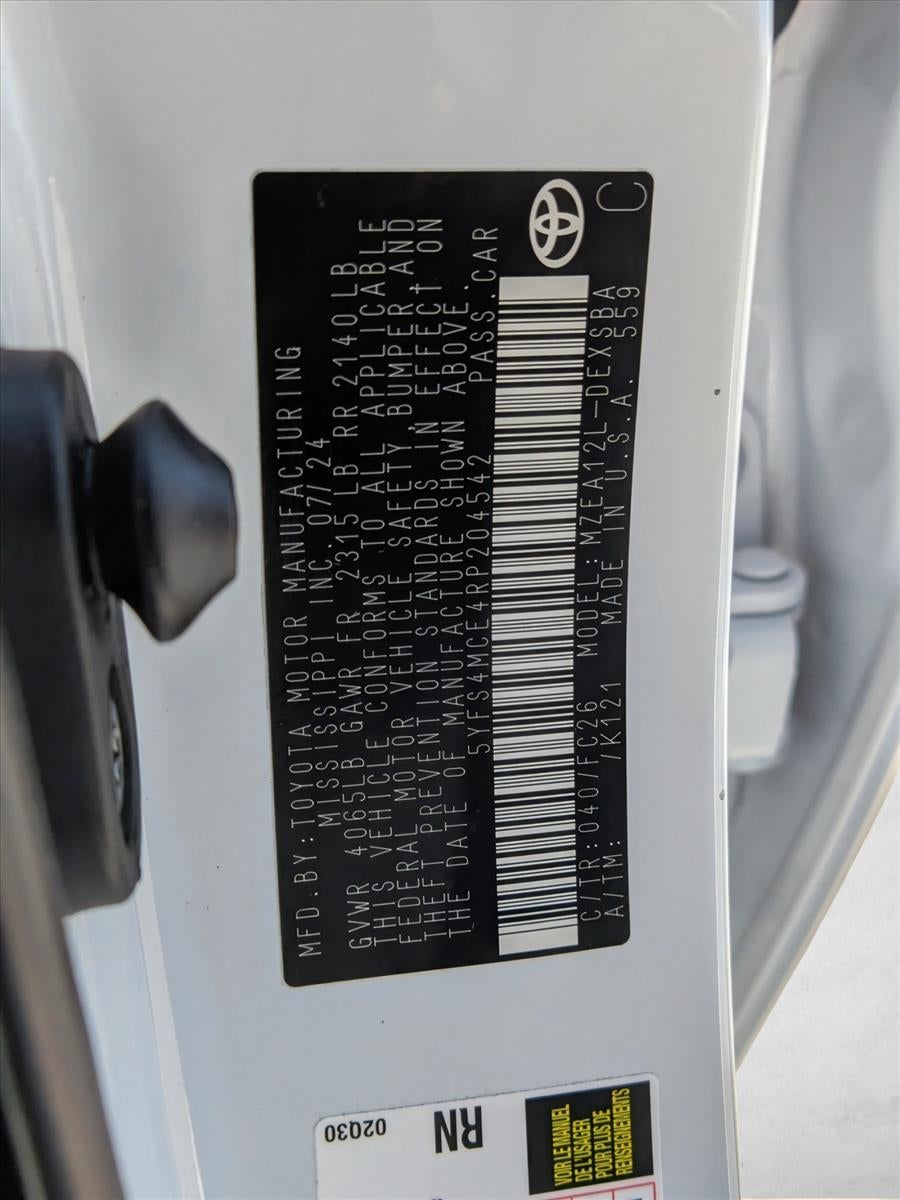 MFD.BY:TOYOTA MOTOR MANUFACTURING
MISSISSIPPI INC. 07/24
GVWR 4065LB GAWR FR 2315 LB RR 2140LB
THIS VEHICLE CONFORMS TO ALL APPLICABLE
FEDERAL MOTOR VEHICLE SAFETY, BUMPER, AND
THEFT PREVENTION STANDARDS IN EFFECT ON
THE DATE OF MANUFACTURE SHOWN ABOVE.
5YFS4MCE4RP204542 PASS.CAR
C/TR:040/FC26 MODEL:MZEA12L-DEXSBA
A/TM: /K121 MADE IN U.S.A. 559
C
02Q30
RN
VOIR LE MANUEL
DE L'USAGER
POUR PLUS DE
RENSEIGNEMENTS